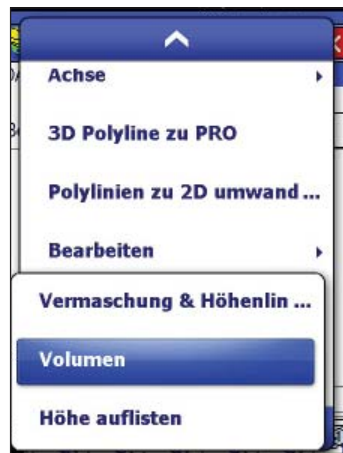 Achse
3D Polyline zu PRO
Polylinien zu 2D umwand ...
Bearbeiten
Vermaschung & Höhenlin ...
Volumen
Höhe auflisten